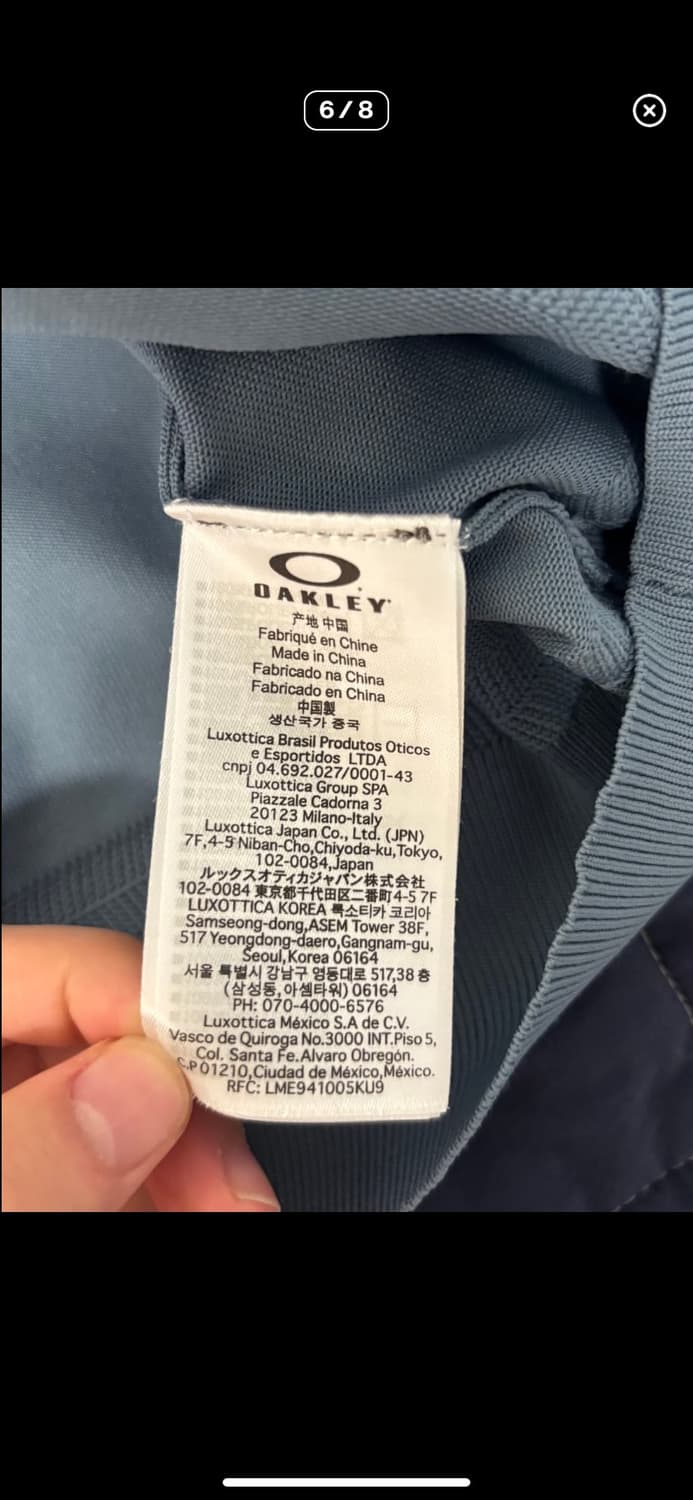 6/8
OAKLEY
产地 中国
Fabriqué en Chine
Made in China
Fabricado na China
Fabricado en China
中国製
생산국가 중국
Luxottica Brasil Produtos Oticos
e Esportidos LTDA
cnpj 04.692.027/0001-43
Luxottica Group SPA
Piazzale Cadorna 3
20123 Milano-Italy
Luxottica Japan Co., Ltd. (JPN)
7F,4-5 Niban-Cho,Chiyoda-ku,Tokyo,
102-0084,Japan
ルックスオティカジャパン株式会社
102-0084 東京都千代田区二番町4-5 7F
LUXOTTICA KOREA 룩소티카 코리아
Samseong-dong,ASEM Tower 38F,
517 Yeongdong-daero,Gangnam-gu,
Seoul,Korea 06164
서울 특별시 강남구 영동대로 517,38 층
(삼성동,아셈타워) 06164
PH: 070-4000-6576
Luxottica México S.A de C.V.
Vasco de Quiroga No.3000 INT.Piso 5,
Col. Santa Fe.Alvaro Obregón.
C.P 01210,Ciudad de México,México.
RFC: LME941005KU9